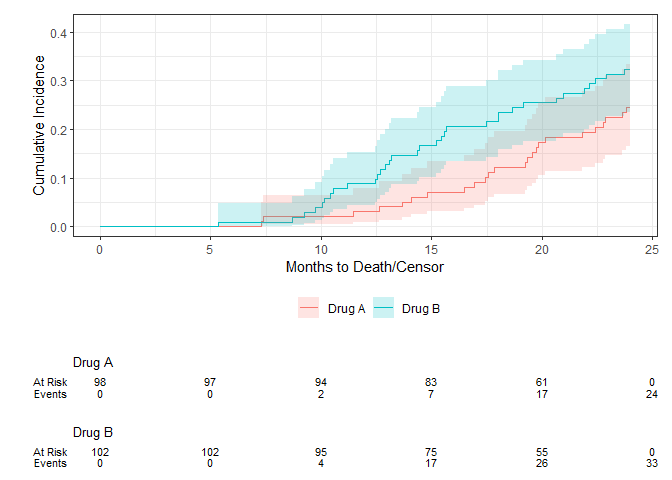 0.4
0.3
0.2
0.1
0.0
Cumulative Incidence
0 5 10 15 20 25
Months to Death/Censor
Drug A Drug B
Drug A
At Risk 98 97 94 83 61 0
Events 0 0 2 7 17 24
Drug B
At Risk 102 102 95 75 55 0
Events 0 0 4 17 26 33